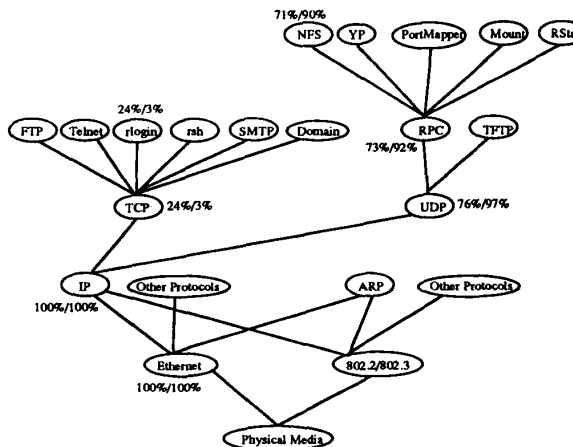 71%/90%
NFS YP PortMapper Mount RSta
24%/3%
FTP Telnet rlogin rsh SMTP Domain
RPC TFTP
73%/92%
TCP 24%/3% UDP 76%/97%
IP Other Protocols ARP Other Protocols
100%/100%
Ethernet 802.2/802.3
100%/100%
Physical Media